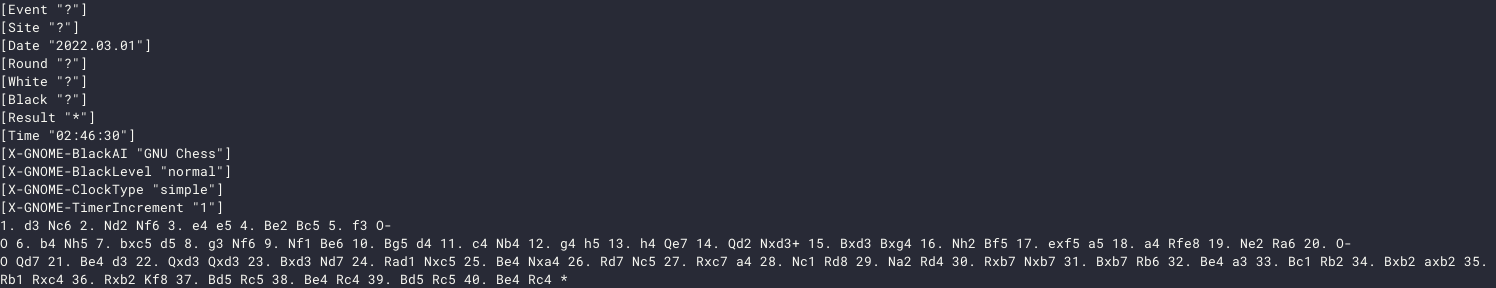 [Event "?"]
[Site "?"]
[Date "2022.03.01"]
[Round "?"]
[White "?"]
[Black "?"]
[Result "*"]
[Time "02:46:30"]
[X-GNOME-BlackAI "GNU Chess"]
[X-GNOME-BlackLevel "normal"]
[X-GNOME-ClockType "simple"]
[X-GNOME-TimerIncrement "1"]
1. d3 Nc6 2. Nd2 Nf6 3. e4 e5 4. Be2 Bc5 5. f3 O-
O 6. b4 Nh5 7. bxc5 d5 8. g3 Nf6 9. Nf1 Be6 10. Bg5 d4 11. c4 Nb4 12. g4 h5 13. h4 Qe7 14. Qd2 Nxd3+ 15. Bxd3 Bxg4 16. Nh2 Bf5 17. exf5 a5 18. a4 Rfe8 19. Ne2 Ra6 20. O-
O Qd7 21. Be4 d3 22. Qxd3 Qxd3 23. Bxd3 Nd7 24. Rad1 Nxc5 25. Be4 Nxa4 26. Rd7 Nc5 27. Rxc7 a4 28. Nc1 Rd8 29. Na2 Rd4 30. Rxb7 Nxb7 31. Bxb7 Rb6 32. Be4 a3 33. Bc1 Rb2 34. Bxb2 axb2 35.
Rb1 Rxc4 36. Rxb2 Kf8 37. Bd5 Rc5 38. Be4 Rc4 39. Bd5 Rc5 40. Be4 Rc4 *